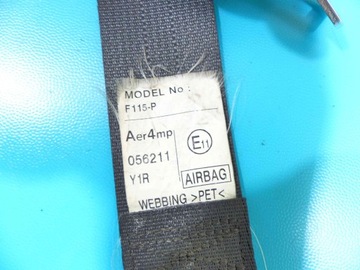 MODEL No :
F115-P
Aer4mp
E11
056211
Y1R AIRBAG
WEBBING >PET<